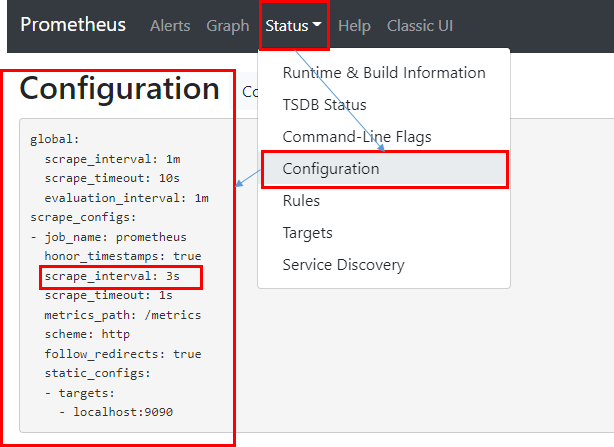 Prometheus Alerts Graph Status Help Classic UI
Configuration Co
Runtime & Build Information
TSDB Status
Command-Line Flags
Configuration
Rules
Targets
Service Discovery
global:
  scrape_interval: 1m
  scrape_timeout: 10s
  evaluation_interval: 1m
scrape_configs:
- job_name: prometheus
  honor_timestamps: true
  scrape_interval: 3s
  scrape_timeout: 1s
  metrics_path: /metrics
  scheme: http
  follow_redirects: true
  static_configs:
  - targets:
    - localhost:9090